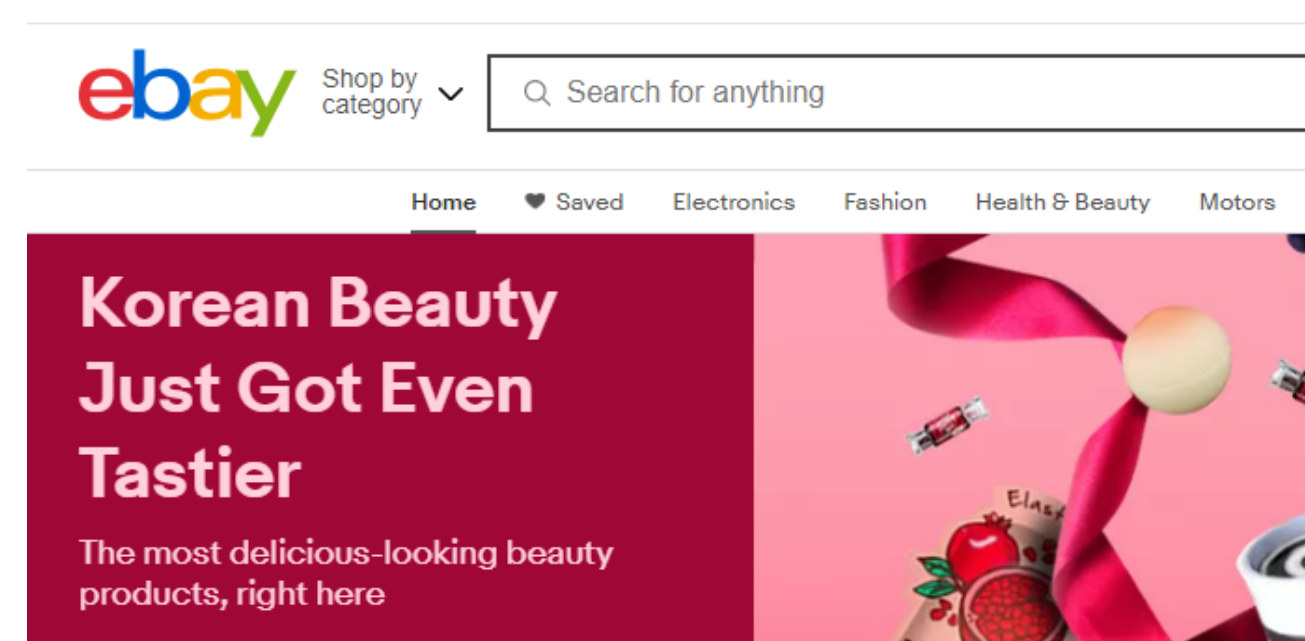 ebay
Shop by
category
Search for anything
Home Saved Electronics Fashion Health & Beauty Motors
Korean Beauty
Just Got Even
Tastier
The most delicious-looking beauty
products, right here